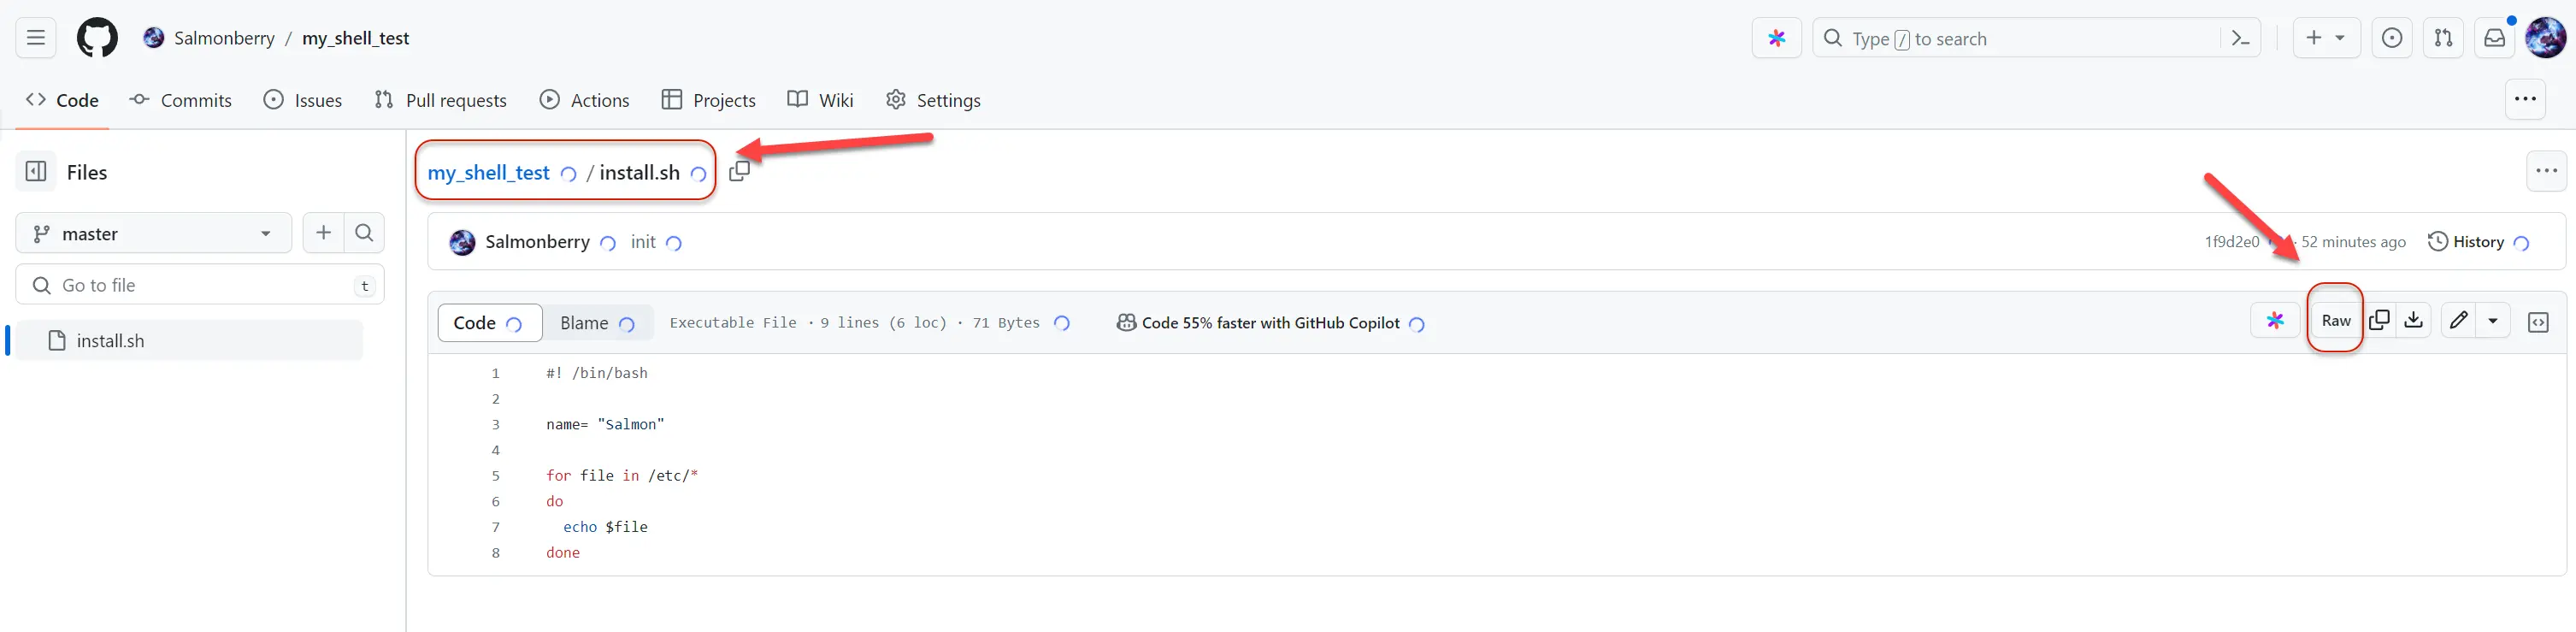 Salmonberry / my_shell_test
Type / to search
Code Commits Issues Pull requests Actions Projects Wiki Settings
Files
master
Go to file t
install.sh
my_shell_test / install.sh
Salmonberry init
1f9d2e0 · 52 minutes ago History
Code Blame Executable File · 9 lines (6 loc) · 71 Bytes Code 55% faster with GitHub Copilot Raw
1 #! /bin/bash
2
3 name= "Salmon"
4
5 for file in /etc/*
6 do
7 echo $file
8 done